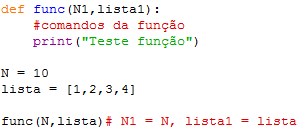 def func(N1,lista1):
    #comandos da função
    print("Teste função")
N = 10
lista = [1,2,3,4]
func(N,lista)# N1 = N, lista1 = lista